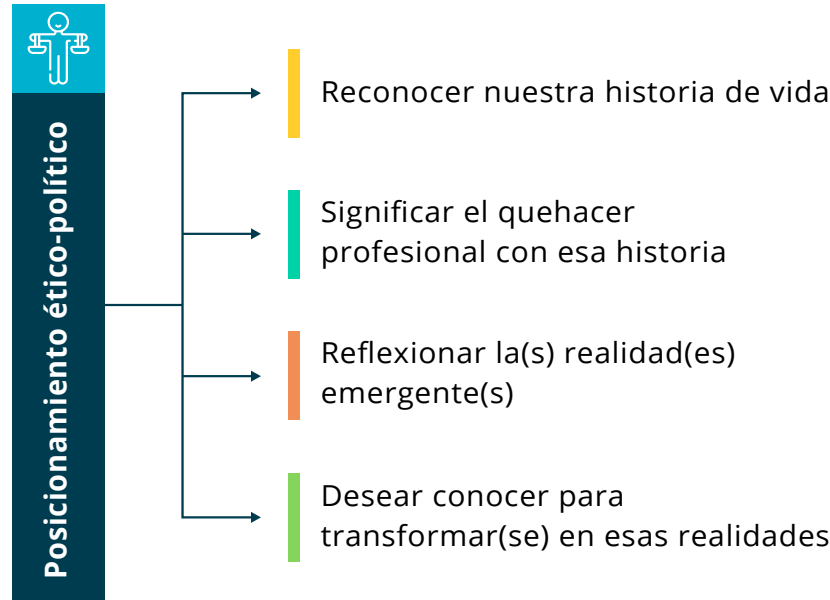 Posicionamiento ético-político
Reconocer nuestra historia de vida
Significar el quehacer
profesional con esa historia
Reflexionar la(s) realidad(es)
emergente(s)
Desear conocer para
transformar(se) en esas realidades